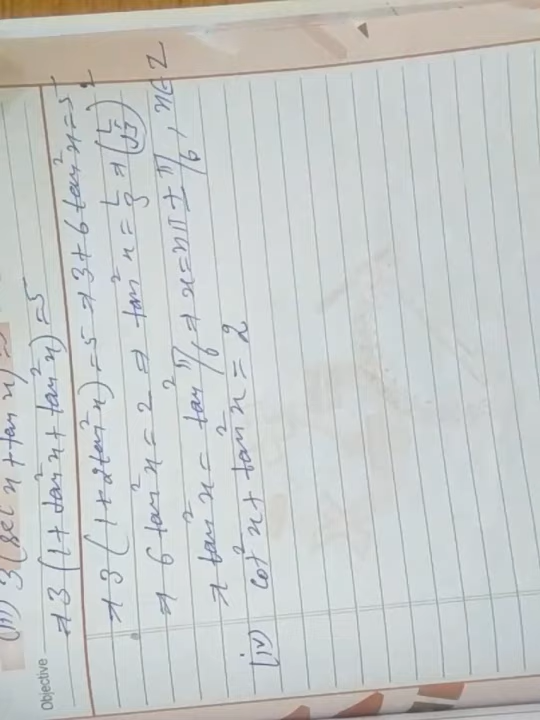 (iii) 3(sec²x + tan²x) = 5
Objective
⇒ 3(1 + tan²x + tan²x) = 5
⇒ 3(1 + 2tan²x) = 5 ⇒ 3 + 6tan²x = 5
⇒ 6tan²x = 2 ⇒ tan²x = 1/3 ⇒ (1/√3)²
⇒ tan²x = tan²π/6 ⇒ x = nπ ± π/6, n ∈ Z
(iv) cot²x + tan²x = 2